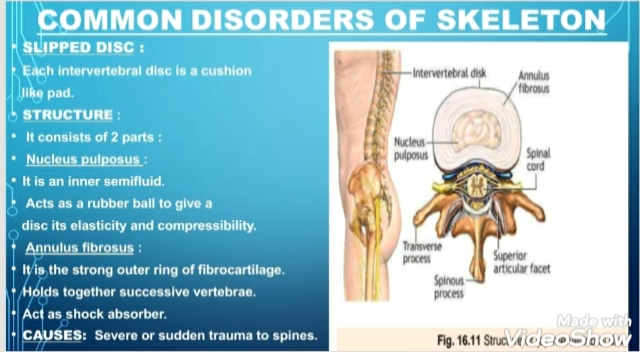 COMMON DISORDERS OF SKELETON
• SLIPPED DISC :
• Each intervertebral disc is a cushion
like pad.
• STRUCTURE :
• It consists of 2 parts :
• Nucleus pulposus :
• It is an inner semifluid.
• Acts as a rubber ball to give a
disc its elasticity and compressibility.
• Annulus fibrosus :
• It is the strong outer ring of fibrocartilage.
• Holds together successive vertebrae.
• Act as shock absorber.
• CAUSES: Severe or sudden trauma to spines.
Intervertebral disk
Annulus
fibrosus
Nucleus
pulposus
Spinal
cord
Transverse
process
Superior
articular facet
Spinous
process
Fig. 16.11
Made with
VideoShow